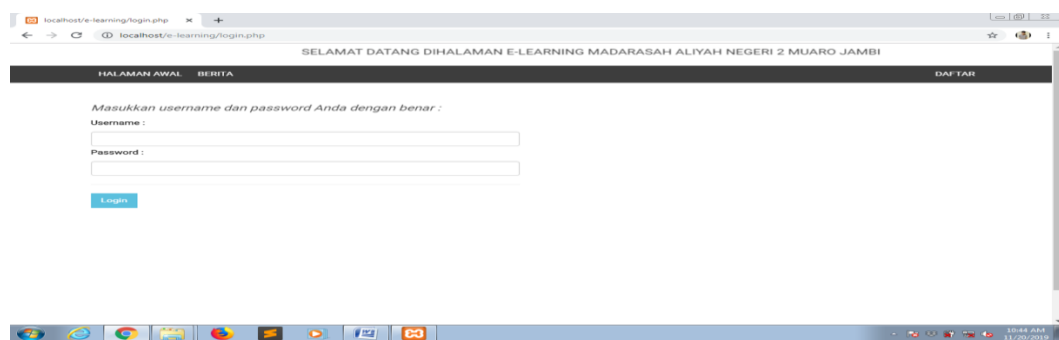 localhost/e-learning/login.php
localhost/e-learning/login.php
SELAMAT DATANG DIHALAMAN E-LEARNING MADARASAH ALIYAH NEGERI 2 MUARO JAMBI
HALAMAN AWAL BERITA DAFTAR
Masukkan username dan password Anda dengan benar :
Username :
Password :
Login
10:44 AM
11/20/2019